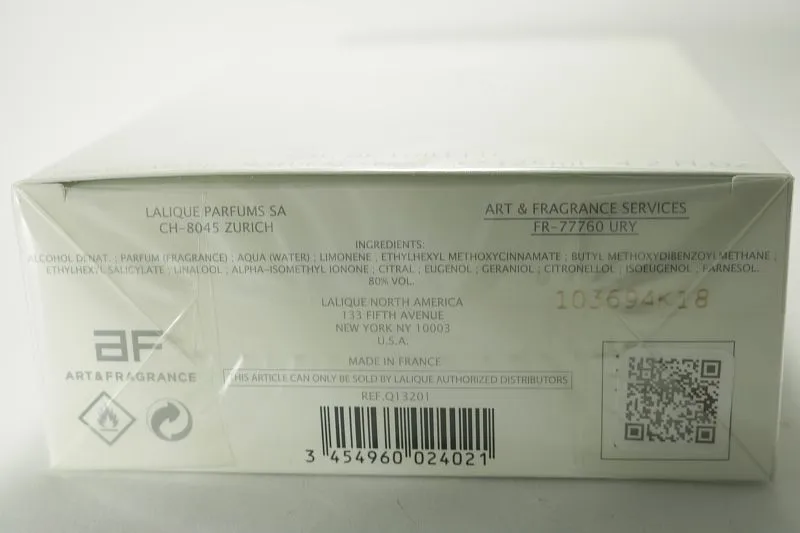 LALIQUE PARFUMS SA
CH-8045 ZURICH
ART & FRAGRANCE SERVICES
FR-77760 URY
INGREDIENTS:
ALCOHOL DENAT. ; PARFUM (FRAGRANCE) ; AQUA (WATER) ; LIMONENE ; ETHYLHEXYL METHOXYCINNAMATE ; BUTYL METHOXYDIBENZOYLMETHANE ;
ETHYLHEXYL SALICYLATE ; LINALOOL ; ALPHA-ISOMETHYL IONONE ; CITRAL ; EUGENOL ; GERANIOL ; CITRONELLOL ; ISOEUGENOL ; FARNESOL.
80% VOL.
LALIQUE NORTH AMERICA
133 FIFTH AVENUE
NEW YORK NY 10003
U.S.A.
103694K18
MADE IN FRANCE
aF
ART&FRAGRANCE
THIS ARTICLE CAN ONLY BE SOLD BY LALIQUE AUTHORIZED DISTRIBUTORS
REF.Q13201
3 454960 024021